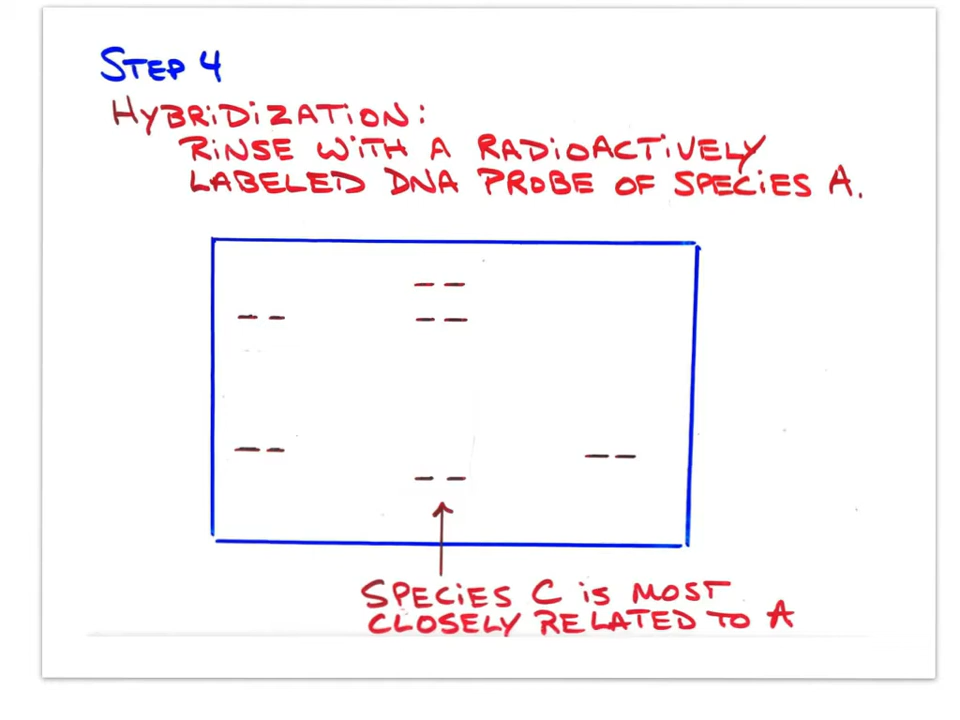 STEP 4
HYBRIDIZATION:
RINSE WITH A RADIOACTIVELY
LABELED DNA PROBE OF SPECIES A.
SPECIES C IS MOST
CLOSELY RELATED TO A